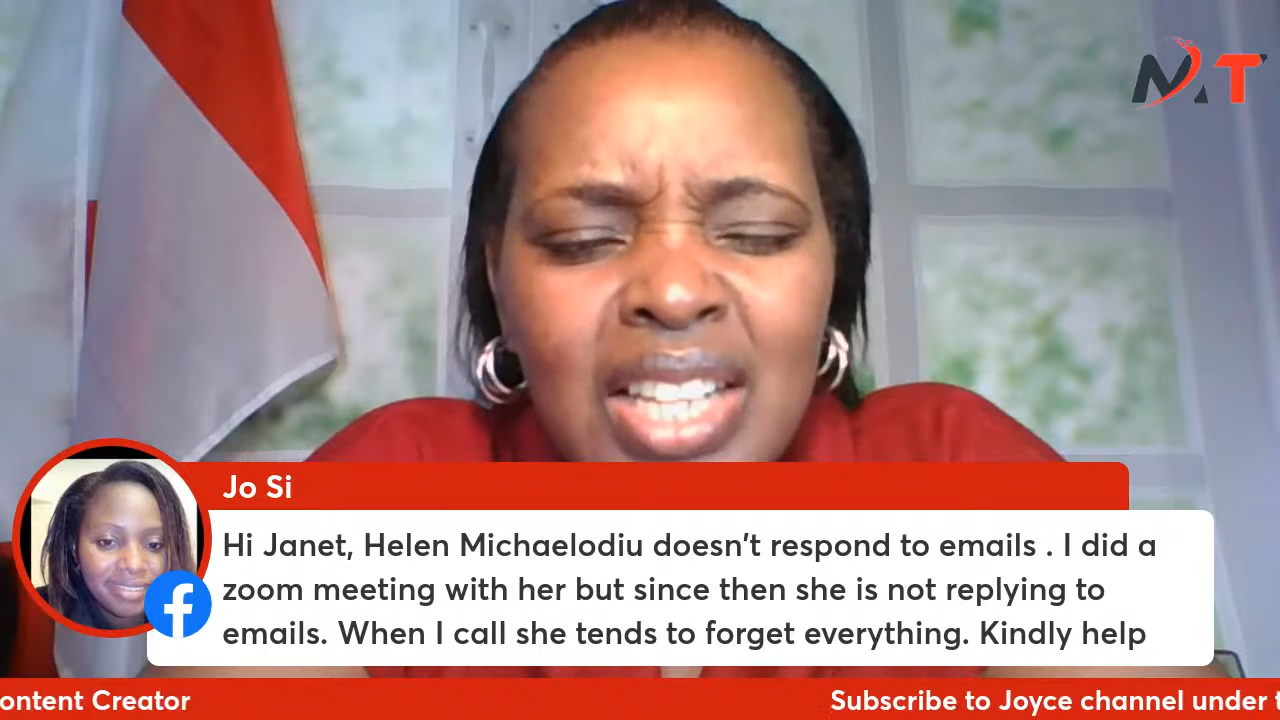 MT
Jo Si
Hi Janet, Helen Michaelodiu doesn't respond to emails . I did a
zoom meeting with her but since then she is not replying to
emails. When I call she tends to forget everything. Kindly help
ontent Creator
Subscribe to Joyce channel under t